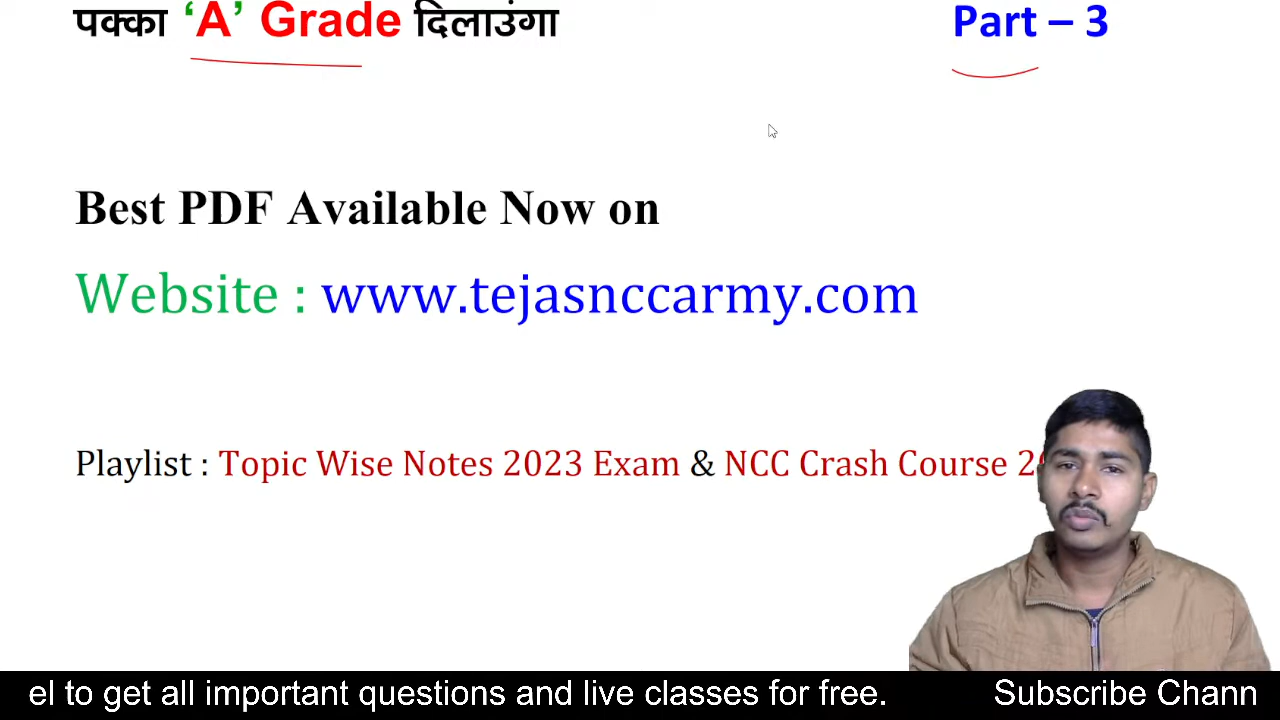 पक्का ‘A’ Grade दिलाउंगा Part – 3
Best PDF Available Now on
Website : www.tejasnccarmy.com
Playlist : Topic Wise Notes 2023 Exam & NCC Crash Course
el to get all important questions and live classes for free. Subscribe Chann